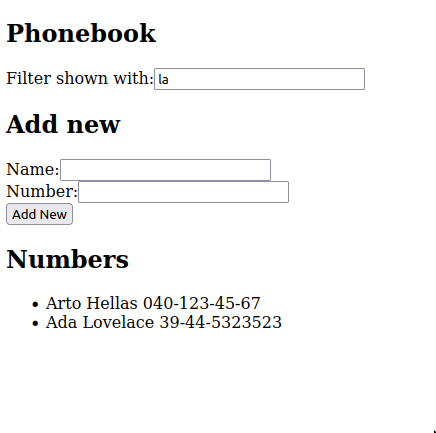 Phonebook
Filter shown with: la
Add new
Name:
Number:
Add New
Numbers
• Arto Hellas 040-123-45-67
• Ada Lovelace 39-44-5323523